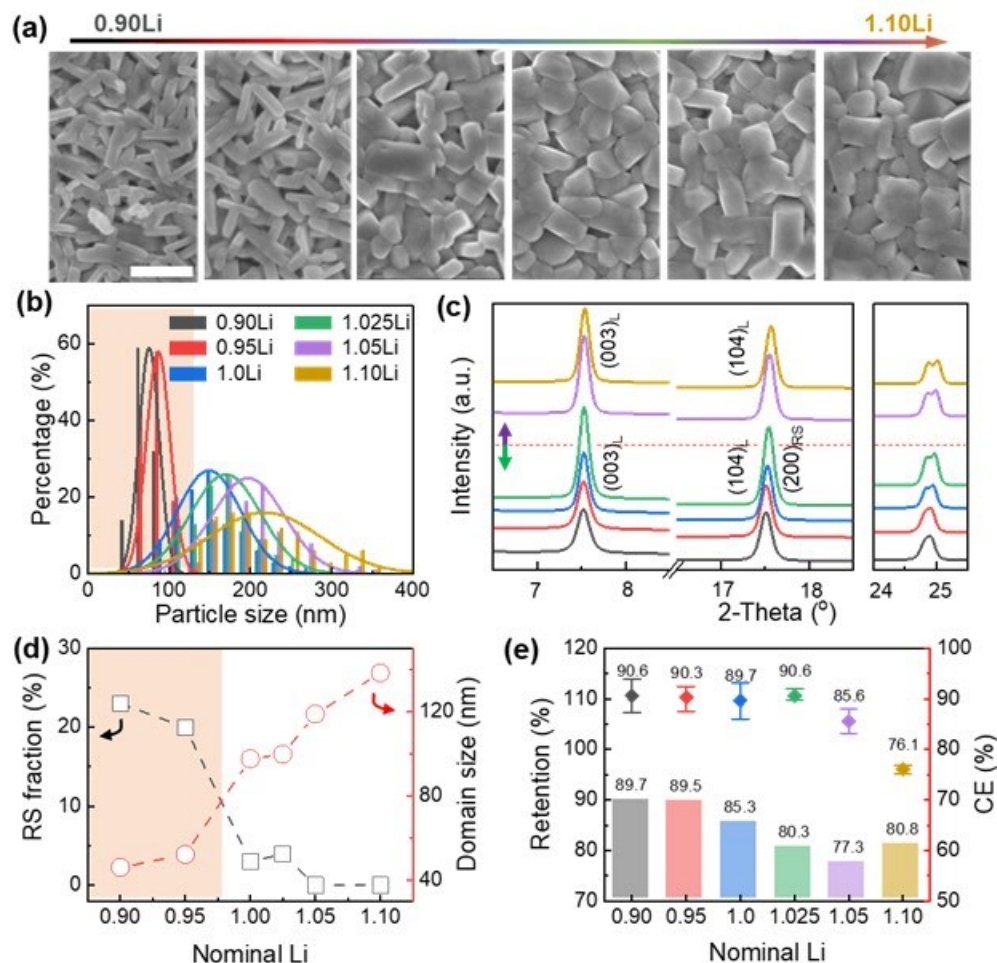 (a)
0.90Li
1.10Li
(b)
Percentage (%)
60
40
20
0
0.90Li
0.95Li
1.0Li
1.025Li
1.05Li
1.10Li
0 100 200 300 400
Particle size (nm)
(c)
Intensity (a.u.)
(003)L
(104)L
(003)L
(104)L
(200)RS
7 8 17 18 24 25
2-Theta (°)
(d)
RS fraction (%)
30
20
10
0
Domain size (nm)
120
80
40
0.90 0.95 1.00 1.05 1.10
Nominal Li
(e)
Retention (%)
120
110
100
90
80
70
90.6 90.3 89.7 90.6 85.6 76.1
89.7 89.5 85.3 80.3 77.3 80.8
CE (%)
100
90
80
70
60
50
0.90 0.95 1.0 1.025 1.05 1.10
Nominal Li